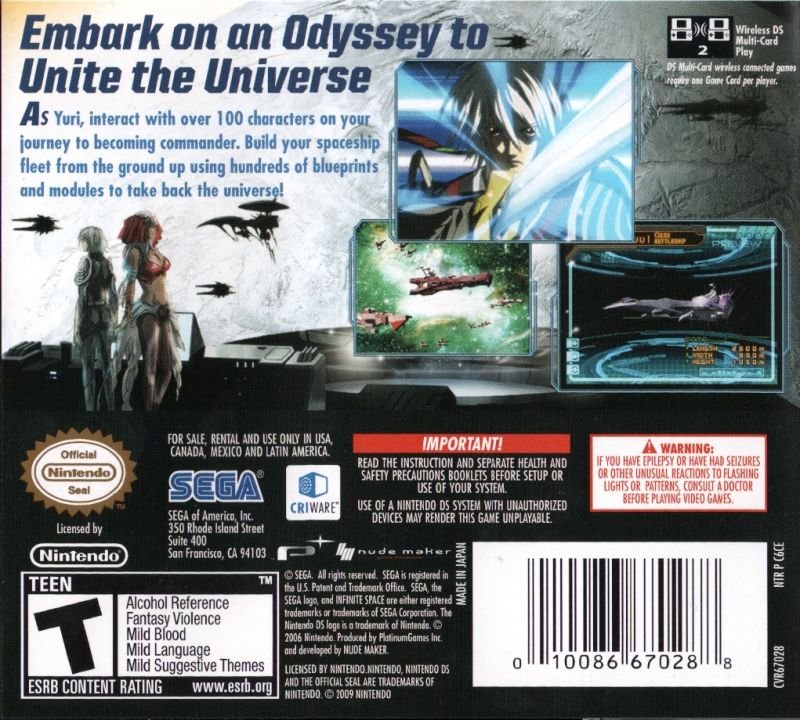 Embark on an Odyssey to
Unite the Universe
As Yuri, interact with over 100 characters on your
journey to becoming commander. Build your spaceship
fleet from the ground up using hundreds of blueprints
and modules to take back the universe!
2
Wireless DS
Multi-Card
Play
DS Multi-Card wireless connected games
require one Game Card per player.
CLASS
BATTLESHIP
DATA
LENGTH 2500m
WIDTH
HEIGHT
Official
Nintendo
Seal
TM
Licensed by
Nintendo
FOR SALE, RENTAL AND USE ONLY IN USA,
CANADA, MEXICO AND LATIN AMERICA.
SEGA®
SEGA of America, Inc.
350 Rhode Island Street
Suite 400
San Francisco, CA 94103
CRIWARE™
nude maker
IMPORTANT!
READ THE INSTRUCTION AND SEPARATE HEALTH AND
SAFETY PRECAUTIONS BOOKLETS BEFORE SETUP OR
USE OF YOUR SYSTEM.
USE OF A NINTENDO DS SYSTEM WITH UNAUTHORIZED
DEVICES MAY RENDER THIS GAME UNPLAYABLE.
WARNING:
IF YOU HAVE EPILEPSY OR HAVE HAD SEIZURES
OR OTHER UNUSUAL REACTIONS TO FLASHING
LIGHTS OR PATTERNS, CONSULT A DOCTOR
BEFORE PLAYING VIDEO GAMES.
TEEN
TM
T
Alcohol Reference
Fantasy Violence
Mild Blood
Mild Language
Mild Suggestive Themes
ESRB CONTENT RATING www.esrb.org
© SEGA. All rights reserved. SEGA is registered in
the U.S. Patent and Trademark Office. SEGA, the
SEGA logo, and INFINITE SPACE are either registered
trademarks or trademarks of SEGA Corporation. The
Nintendo DS logo is a trademark of Nintendo. ©
2006 Nintendo. Produced by PlatinumGames Inc.
and developed by NUDE MAKER.
LICENSED BY NINTENDO.NINTENDO, NINTENDO DS
AND THE OFFICIAL SEAL ARE TRADEMARKS OF
NINTENDO. © 2009 NINTENDO
MADE IN JAPAN
0 10086 67028 8
NTR P C6CE
CVR67028